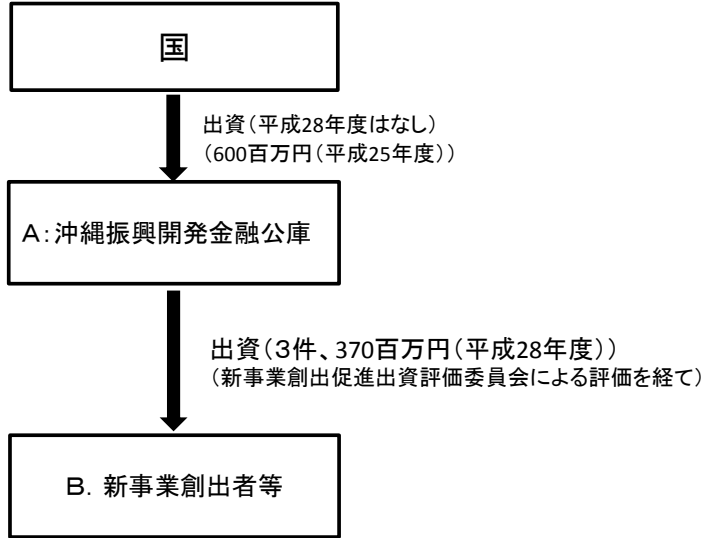 国
出資（平成28年度はなし）
（600百万円（平成25年度））
A：沖縄振興開発金融公庫
出資（３件、370百万円（平成28年度））
（新事業創出促進出資評価委員会による評価を経て）
B．新事業創出者等